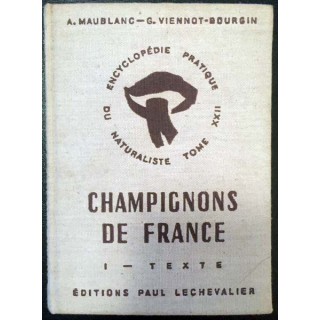 A. MAUBLANC — G. VIENNOT-BOURGIN
ENCYCLOPÉDIE PRATIQUE
DU NATURALISTE TOME XXII
CHAMPIGNONS
DE FRANCE
I — TEXTE
ÉDITIONS PAUL LECHEVALIER